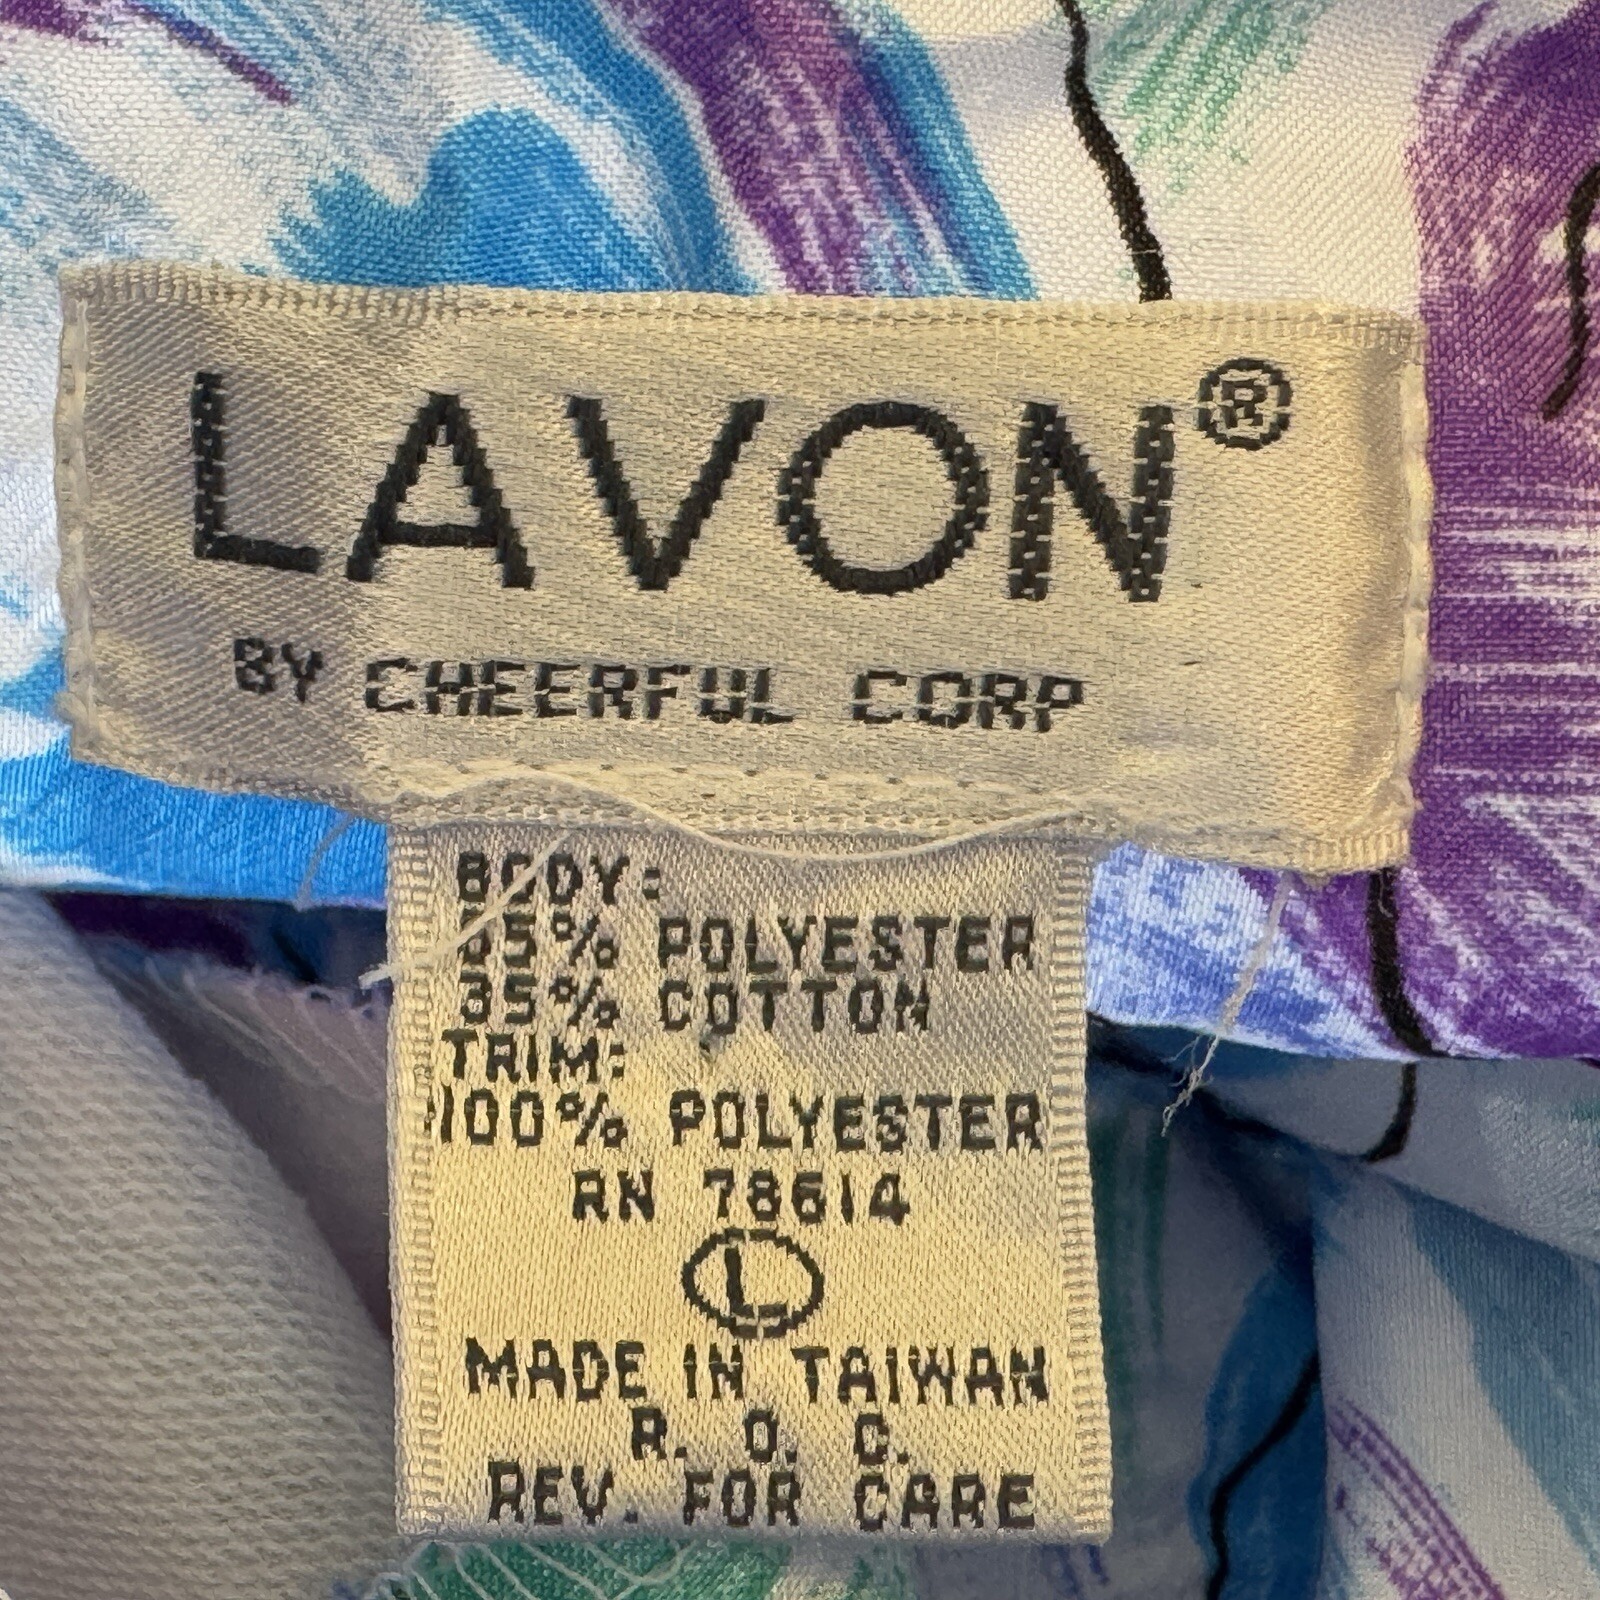 LAVON®
BY CHEERFUL CORP
BODY:
65% POLYESTER
35% COTTON
TRIM:
100% POLYESTER
RN 78614
L
MADE IN TAIWAN
R. O. C.
REV. FOR CARE